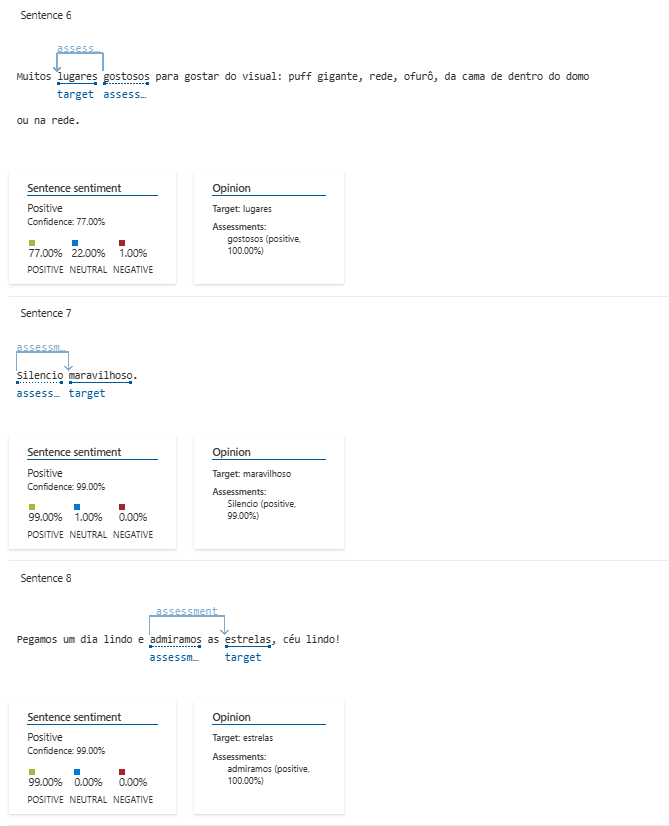 Sentence 6
assess…
Muitos lugares gostosos para gostar do visual: puff gigante, rede, ofurô, da cama de dentro do domo
target assess…
ou na rede.
Sentence sentiment
Positive
Confidence: 77.00%
77.00% 22.00% 1.00%
POSITIVE NEUTRAL NEGATIVE
Opinion
Target: lugares
Assessments:
gostosos (positive,
100.00%)
Sentence 7
assessm…
Silencio maravilhoso.
assess… target
Sentence sentiment
Positive
Confidence: 99.00%
99.00% 1.00% 0.00%
POSITIVE NEUTRAL NEGATIVE
Opinion
Target: maravilhoso
Assessments:
Silencio (positive,
99.00%)
Sentence 8
assessment
Pegamos um dia lindo e admiramos as estrelas, céu lindo!
assessm… target
Sentence sentiment
Positive
Confidence: 99.00%
99.00% 0.00% 0.00%
POSITIVE NEUTRAL NEGATIVE
Opinion
Target: estrelas
Assessments:
admiramos (positive,
100.00%)